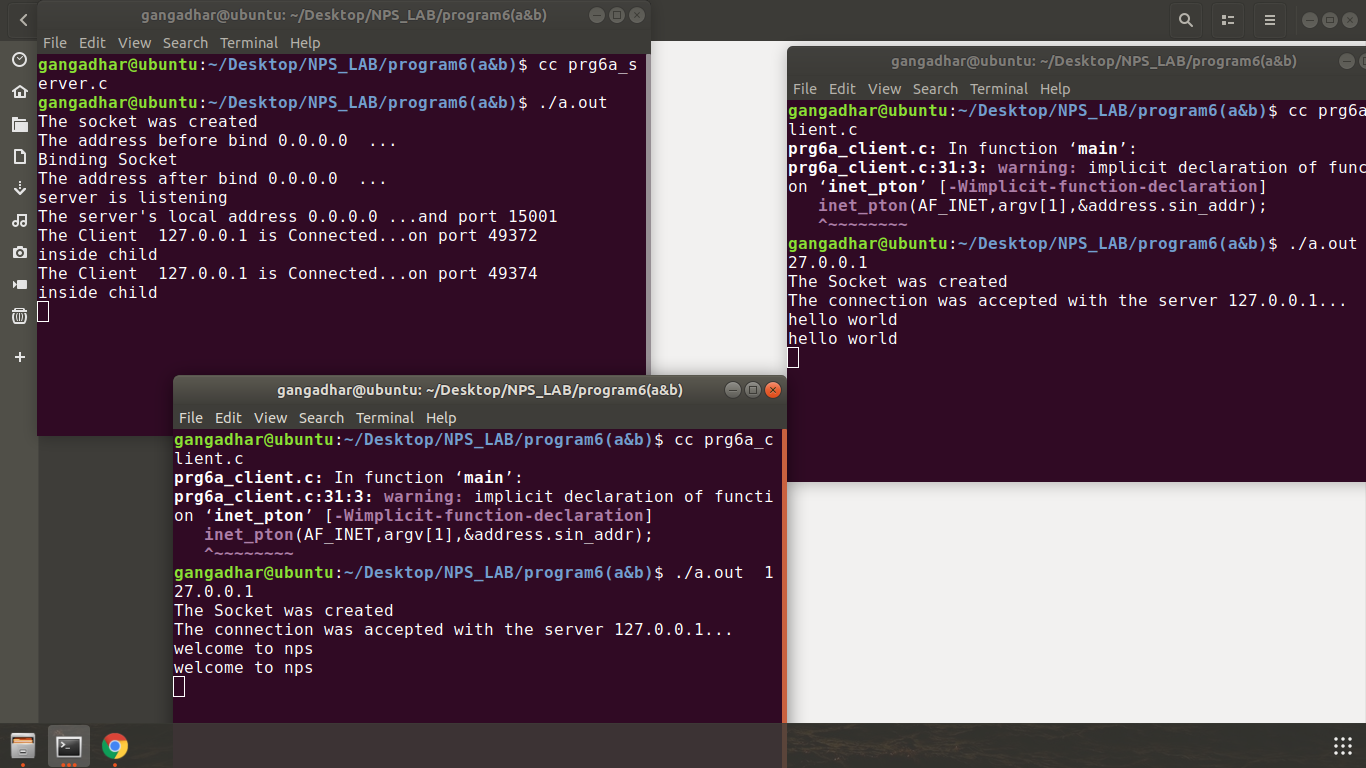 gangadhar@ubuntu: ~/Desktop/NPS_LAB/program6(a&b)
File Edit View Search Terminal Help
gangadhar@ubuntu:~/Desktop/NPS_LAB/program6(a&b)$ cc prg6a_s
erver.c
gangadhar@ubuntu:~/Desktop/NPS_LAB/program6(a&b)$ ./a.out
The socket was created
The address before bind 0.0.0.0  ...
Binding Socket
The address after bind 0.0.0.0  ...
server is listening
The server's local address 0.0.0.0 ...and port 15001
The Client  127.0.0.1 is Connected...on port 49372
inside child
The Client  127.0.0.1 is Connected...on port 49374
inside child
gangadhar@ubuntu: ~/Desktop/NPS_LAB/program6(a&b)
File Edit View Search Terminal Help
gangadhar@ubuntu:~/Desktop/NPS_LAB/program6(a&b)$ cc prg6a
lient.c
prg6a_client.c: In function ‘main’:
prg6a_client.c:31:3: warning: implicit declaration of func
on ‘inet_pton’ [-Wimplicit-function-declaration]
   inet_pton(AF_INET,argv[1],&address.sin_addr);
   ^~~~~~~~~
gangadhar@ubuntu:~/Desktop/NPS_LAB/program6(a&b)$ ./a.out
27.0.0.1
The Socket was created
The connection was accepted with the server 127.0.0.1...
hello world
hello world
gangadhar@ubuntu: ~/Desktop/NPS_LAB/program6(a&b)
File Edit View Search Terminal Help
gangadhar@ubuntu:~/Desktop/NPS_LAB/program6(a&b)$ cc prg6a_c
lient.c
prg6a_client.c: In function ‘main’:
prg6a_client.c:31:3: warning: implicit declaration of functi
on ‘inet_pton’ [-Wimplicit-function-declaration]
   inet_pton(AF_INET,argv[1],&address.sin_addr);
   ^~~~~~~~~
gangadhar@ubuntu:~/Desktop/NPS_LAB/program6(a&b)$ ./a.out  1
27.0.0.1
The Socket was created
The connection was accepted with the server 127.0.0.1...
welcome to nps
welcome to nps